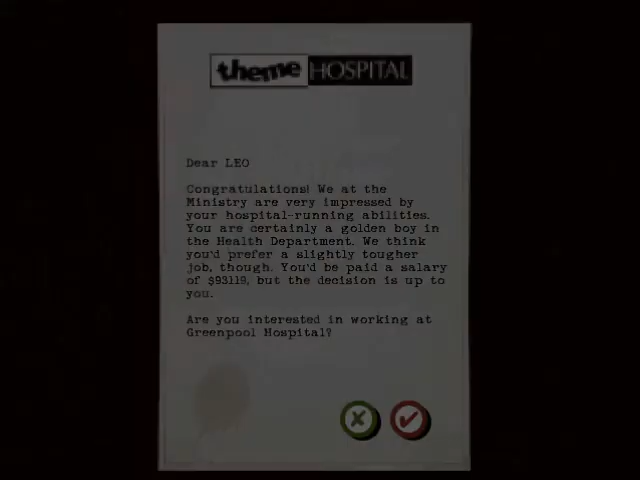 theme HOSPITAL
Dear LEO
Congratulations! We at the
Ministry are very impressed by
your hospital-running abilities.
You are certainly a golden boy in
the Health Department. We think
you'd prefer a slightly tougher
job, though. You'd be paid a salary
of $93119, but the decision is up to
you.
Are you interested in working at
Greenpool Hospital?